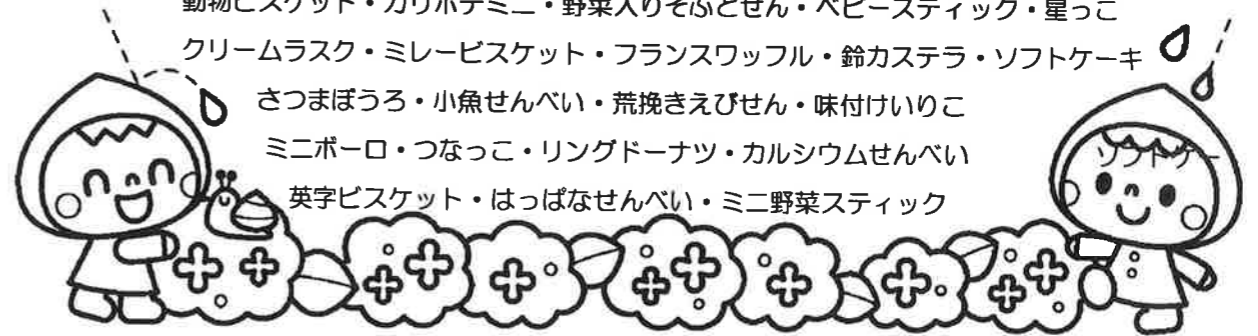 動物ビスケット・カリポテミニ・野菜入りそふとせん・ベビースティック・星っこ
クリームラスク・ミレービスケット・フランスワッフル・鈴カステラ・ソフトケーキ
さつまぼうろ・小魚せんべい・荒挽きえびせん・味付けいりこ
ミニボーロ・つなっこ・リングドーナツ・カルシウムせんべい
ソフトケー
英字ビスケット・はっぱなせんべい・ミニ野菜スティック